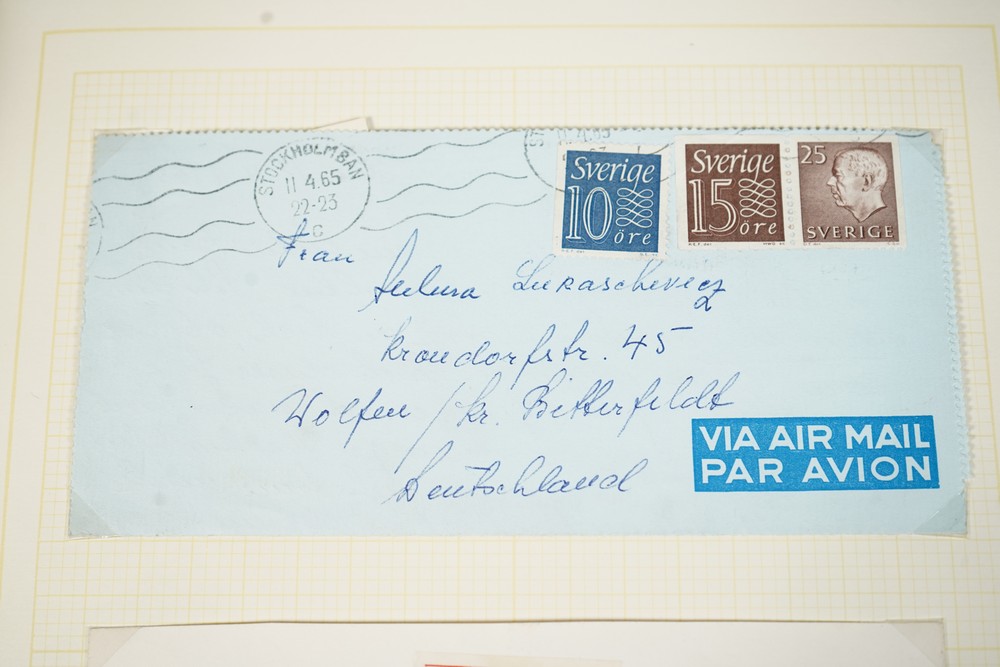 STOCKHOLM BAN
11 4.65
22-23
C
Sverige
10 öre
Sverige
15 öre
25
SVERIGE
Frau
Lukaschewicz
Krondorfstr. 45
Wolfen / Kr. Bitterfeldt
Deutschland
VIA AIR MAIL
PAR AVION